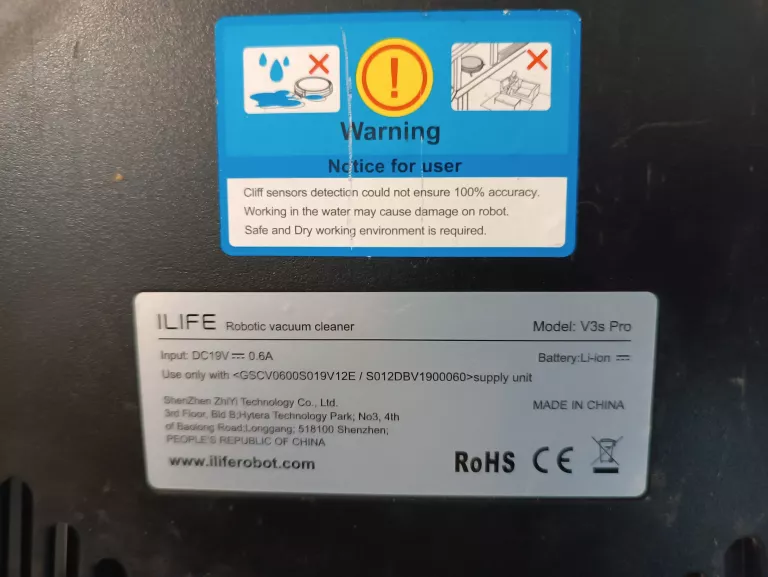 Warning
Notice for user
Cliff sensors detection could not ensure 100% accuracy.
Working in the water may cause damage on robot.
Safe and Dry working environment is required.
ILIFE Robotic vacuum cleaner Model: V3s Pro
Input: DC19V⎓0.6A Battery:Li-ion ⎓
Use only with <GSCV0600S019V12E / S012DBV1900060>supply unit
ShenZhen ZhiYi Technology Co., Ltd. MADE IN CHINA
3rd Floor, Bld B;Hytera Technology Park; No3, 4th
of Baolong Road;Longgang; 518100 Shenzhen;
PEOPLE'S REPUBLIC OF CHINA
www.iliferobot.com RoHS CE